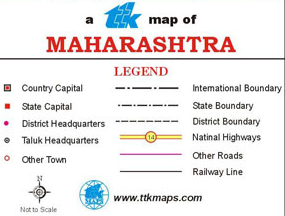 a ttk map of
MAHARASHTRA
LEGEND
Country Capital
International Boundary
State Capital
State Boundary
District Headquarters
District Boundary
Taluk Headquarters
14
Natinal Highways
Other Town
Other Roads
Railway Line
N
www.ttkmaps.com
Not to Scale